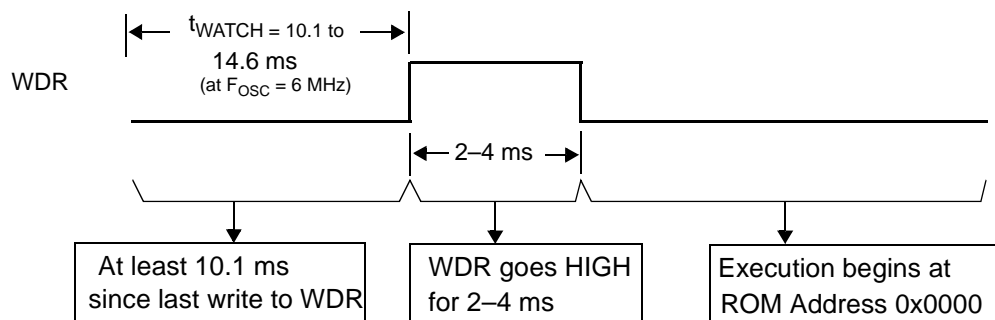 tWATCH = 10.1 to
14.6 ms
(at FOSC = 6 MHz)
WDR
2–4 ms
At least 10.1 ms
since last write to WDR
WDR goes HIGH
for 2–4 ms
Execution begins at
ROM Address 0x0000